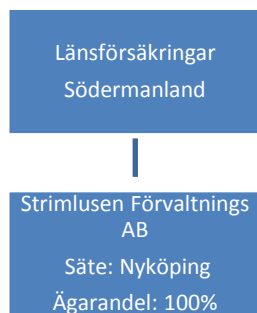 Länsförsäkringar
Södermanland
Strimlusen Förvaltnings
AB
Säte: Nyköping
Ägarandel: 100%